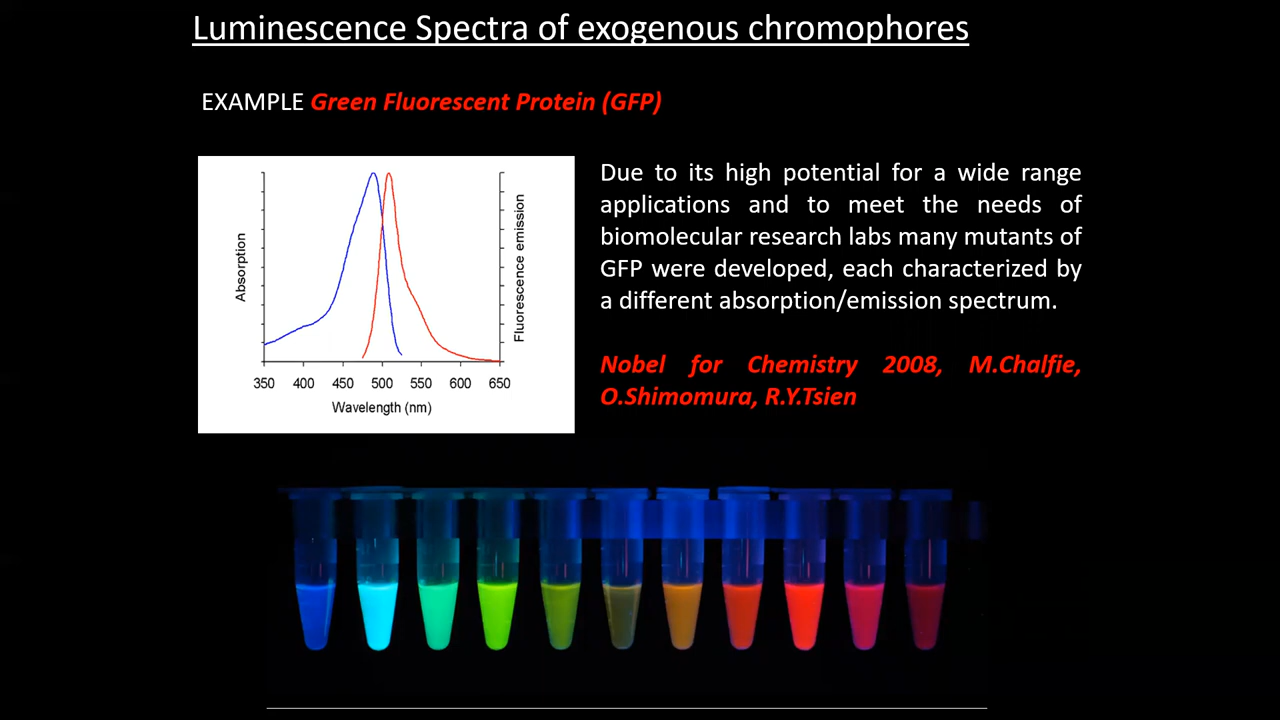 Luminescence Spectra of exogenous chromophores
EXAMPLE Green Fluorescent Protein (GFP)
Absorption
Fluorescence emission
350 400 450 500 550 600 650
Wavelength (nm)
Due to its high potential for a wide range
applications and to meet the needs of
biomolecular research labs many mutants of
GFP were developed, each characterized by
a different absorption/emission spectrum.
Nobel for Chemistry 2008, M.Chalfie,
O.Shimomura, R.Y.Tsien